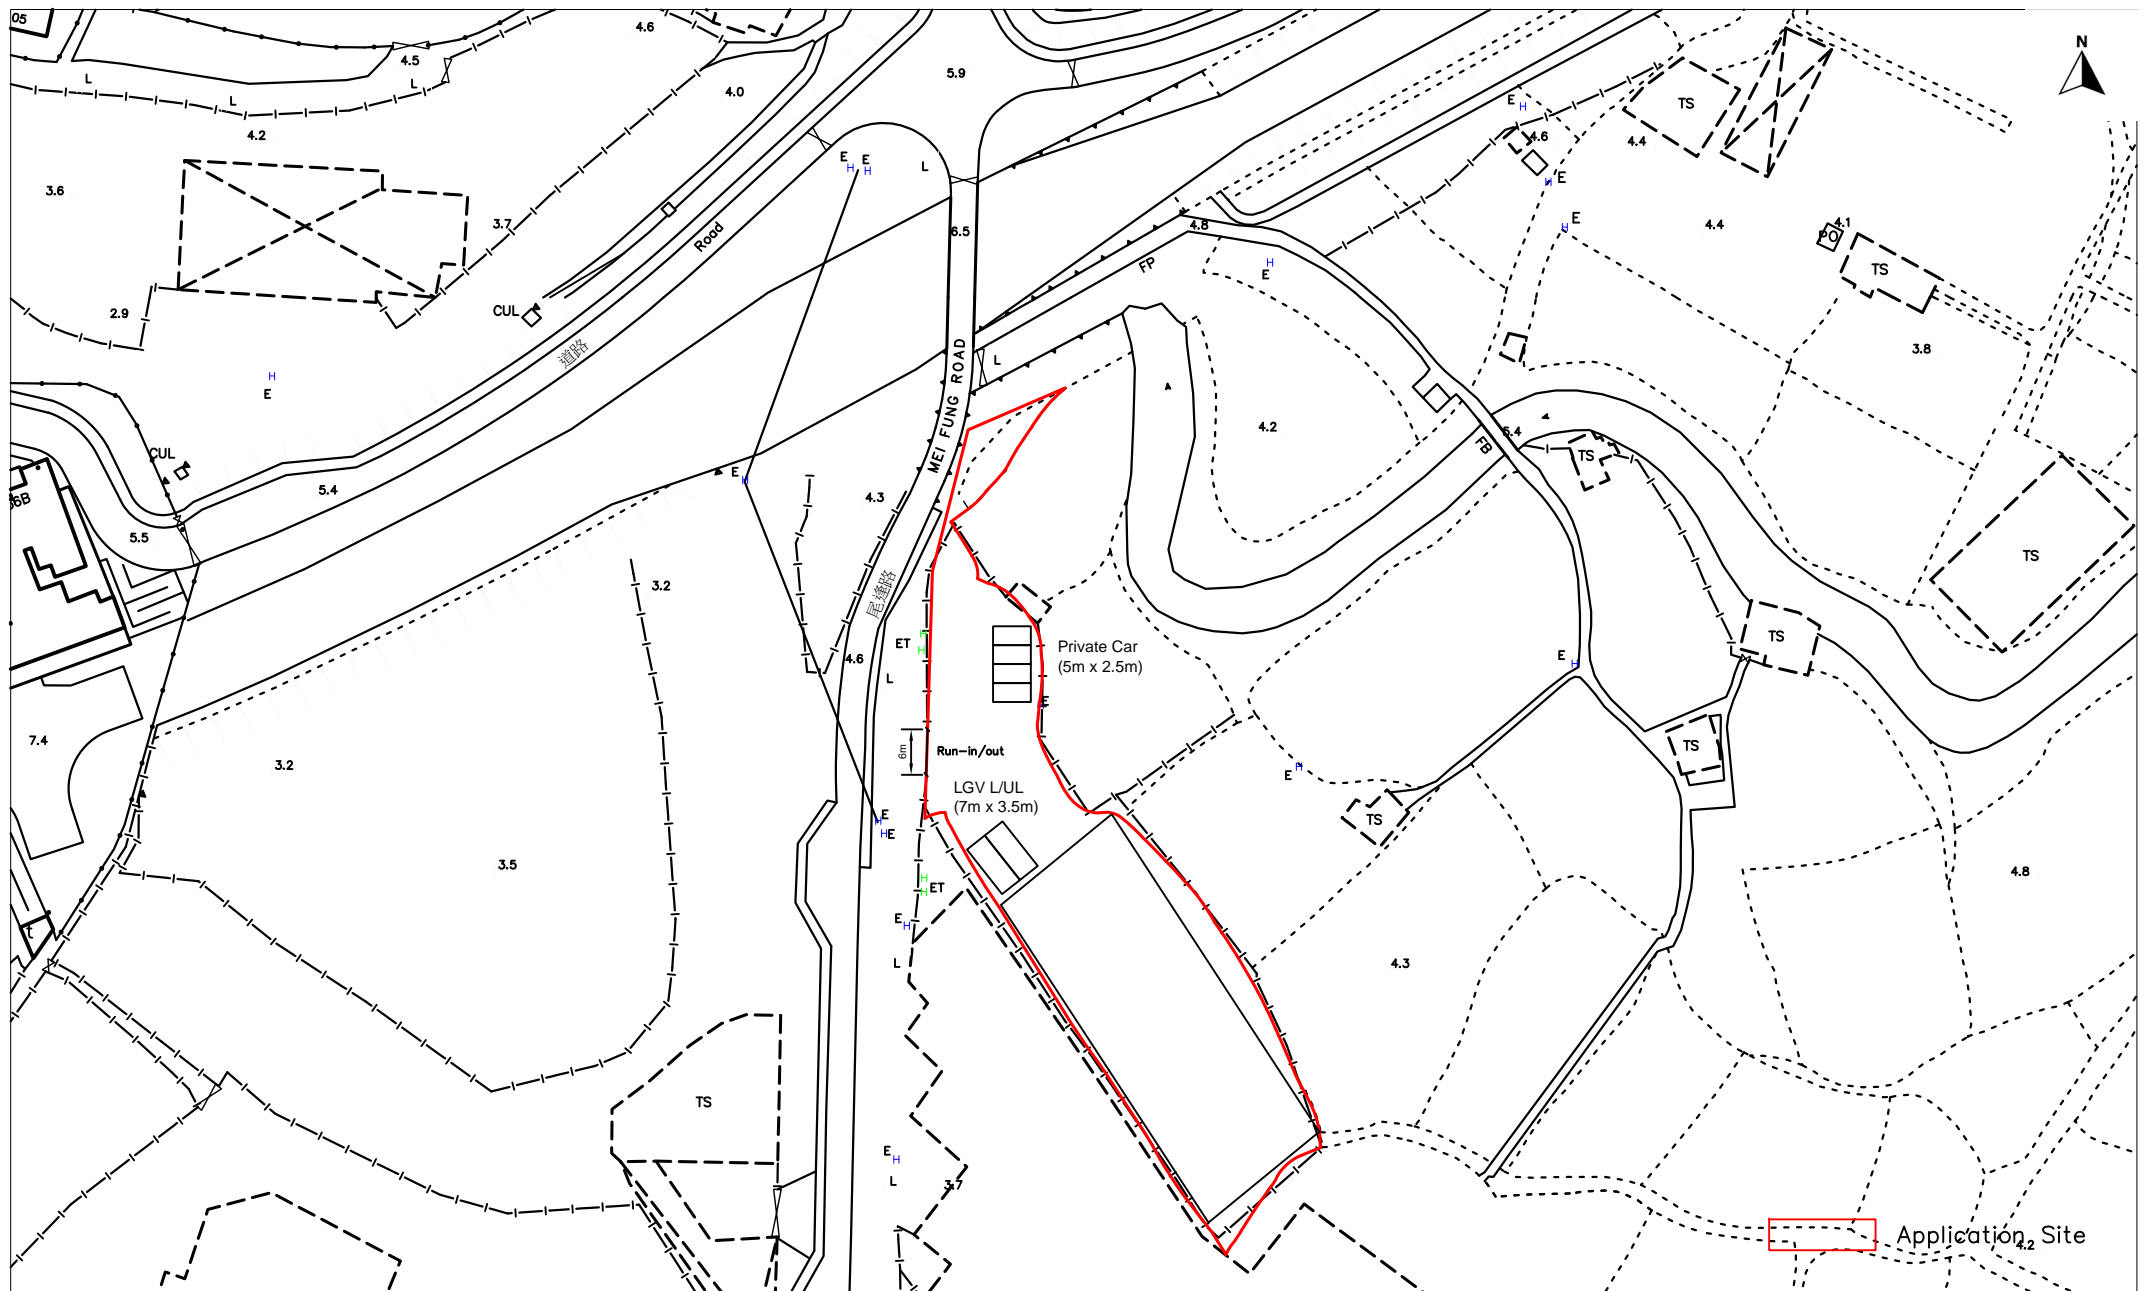 05
4.6
4.5
L
L
L
4.2
4.0
5.9
N
E
4.6
TS
4.4
E
E
L
E
3.6
3.7
Road
6.5
4.8
E
4.4
4.1
PO
FP
E
TS
2.9
CUL
道路
E
MEI FUNG ROAD
L
3.8
4.2
5.4
FB
TS
CUL
5.4
E
4.3
6B
5.5
TS
3.2
尾逢路
ET
4.6
L
Private Car
(5m x 2.5m)
E
E
TS
7.4
3.2
6m
Run-in/out
TS
E
LGV L/UL
(7m x 3.5m)
E
E
TS
3.5
ET
E
4.8
t
L
4.3
TS
E
L
3.7
Application Site
4.2